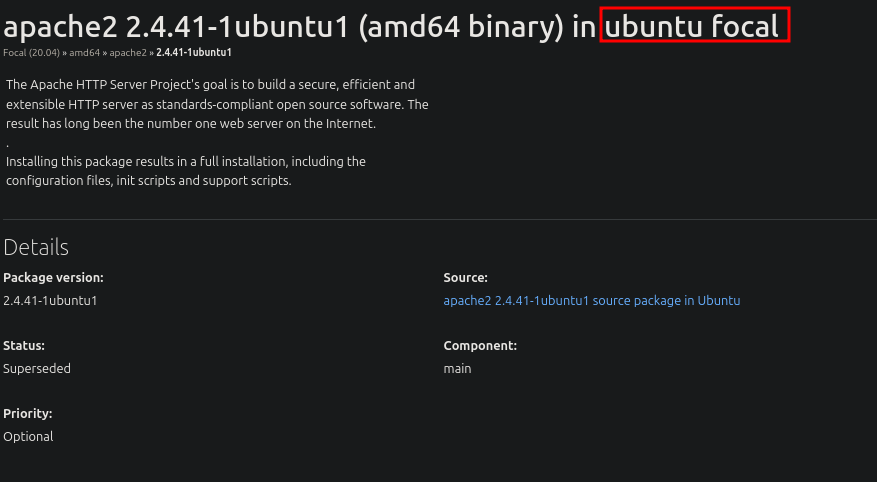 apache2 2.4.41-1ubuntu1 (amd64 binary) in ubuntu focal
Focal (20.04) » amd64 » apache2 » 2.4.41-1ubuntu1
The Apache HTTP Server Project's goal is to build a secure, efficient and
extensible HTTP server as standards-compliant open source software. The
result has long been the number one web server on the Internet.
.
Installing this package results in a full installation, including the
configuration files, init scripts and support scripts.
Details
Package version:
2.4.41-1ubuntu1
Source:
apache2 2.4.41-1ubuntu1 source package in Ubuntu
Status:
Superseded
Component:
main
Priority:
Optional